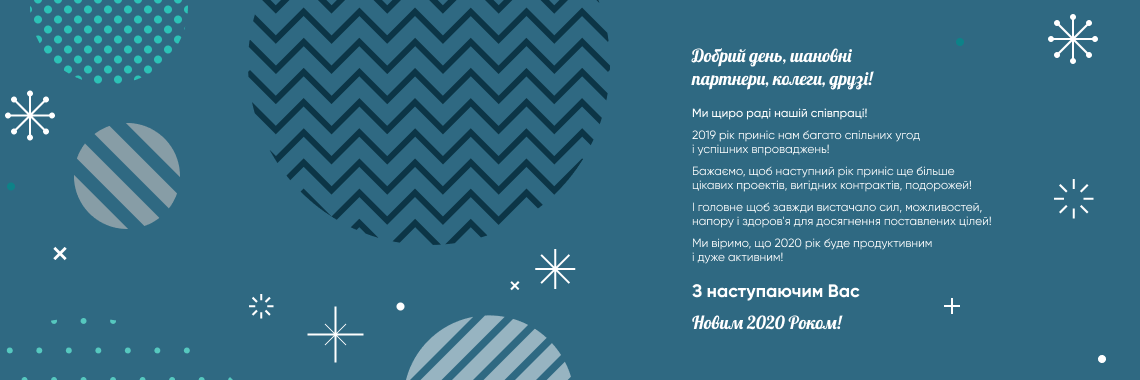 Добрий день, шановні
партнери, колеги, друзі!
Ми щиро раді нашій співпраці!
2019 рік приніс нам багато спільних угод
і успішних впроваджень!
Бажаємо, щоб наступний рік приніс ще більше
цікавих проектів, вигідних контрактів, подорожей!
І головне щоб завжди вистачало сил, можливостей,
напору і здоров'я для досягнення поставлених цілей!
Ми віримо, що 2020 рік буде продуктивним
і дуже активним!
З наступаючим Вас
Новим 2020 Роком!